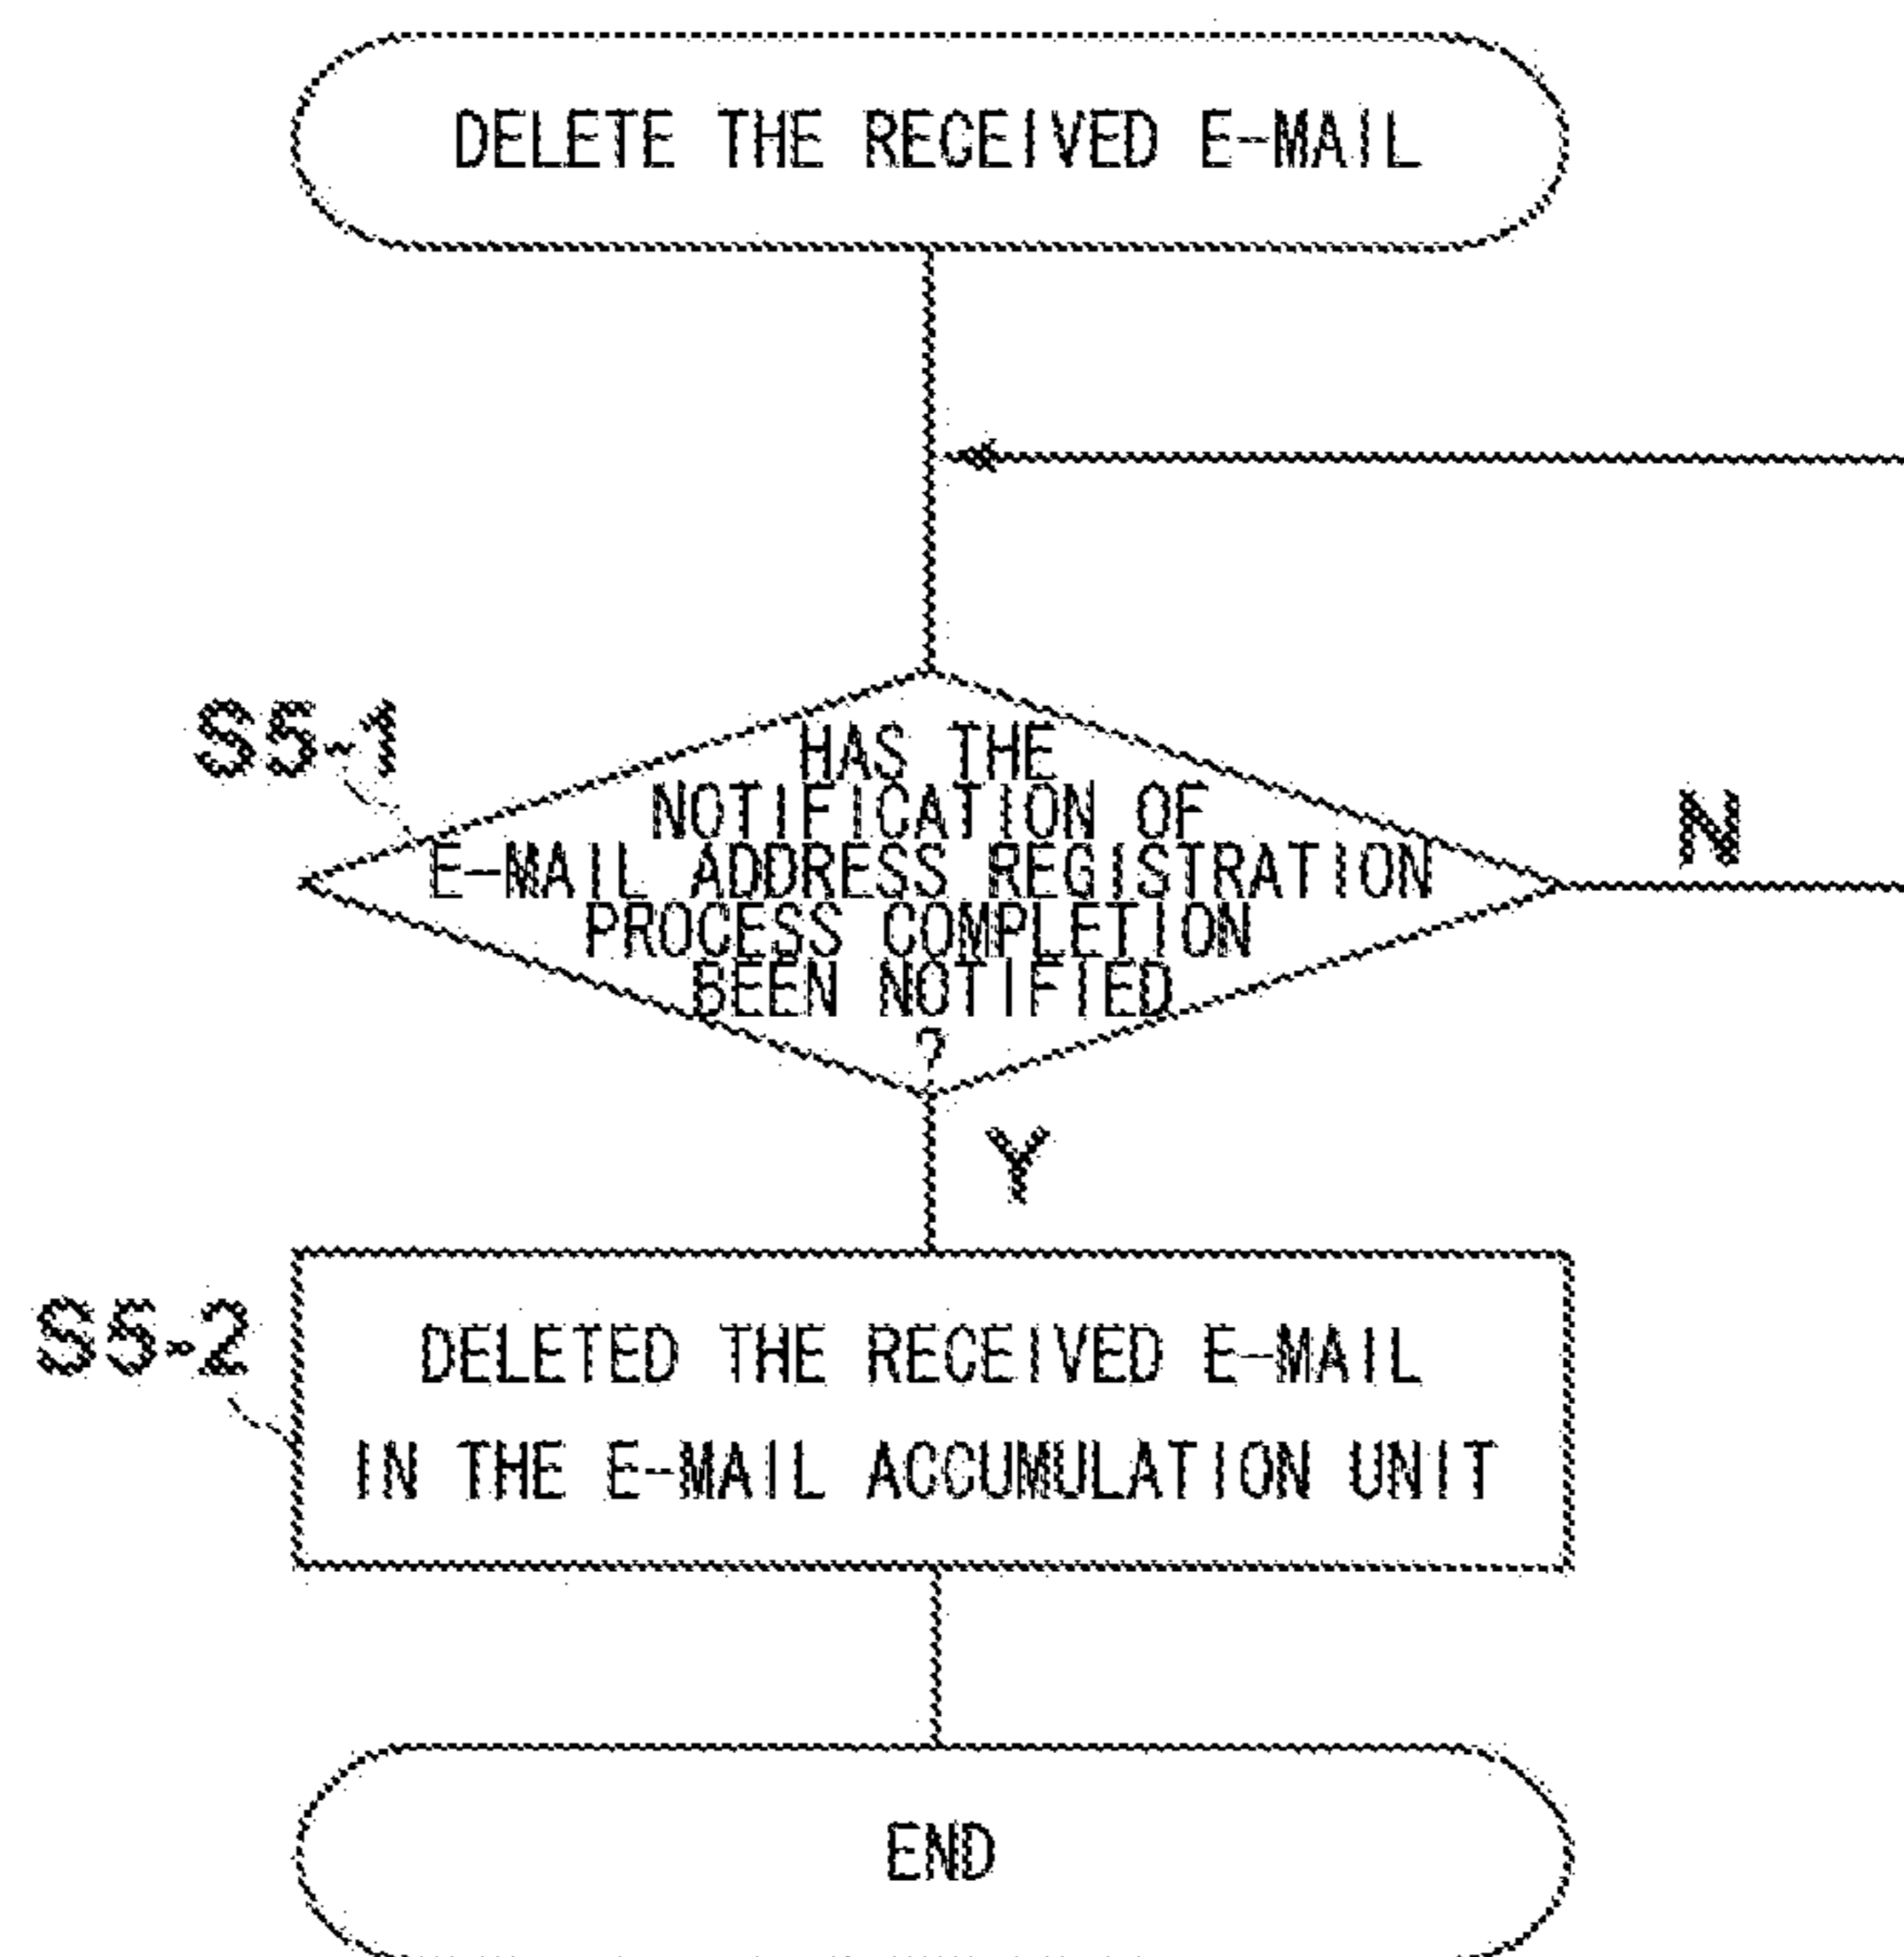 DELETE THE RECEIVED E-MAIL
S5-1
HAS THE
NOTIFICATION OF
E-MAIL ADDRESS REGISTRATION
PROCESS COMPLETION
BEEN NOTIFIED
?
N
Y
S5-2
DELETED THE RECEIVED E-MAIL
IN THE E-MAIL ACCUMULATION UNIT
END